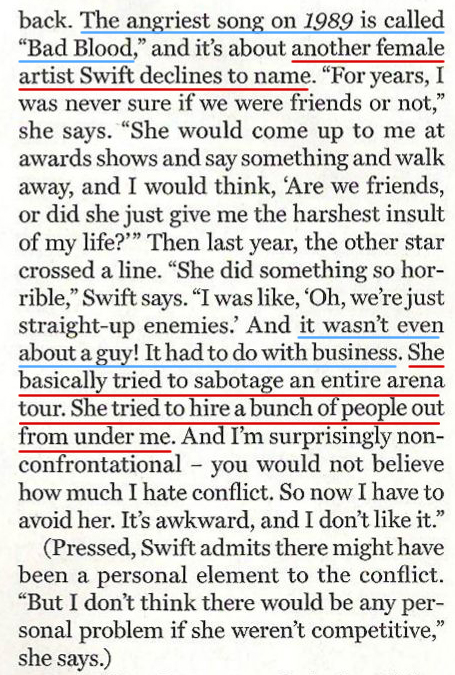 back. The angriest song on 1989 is called
“Bad Blood,” and it’s about another female
artist Swift declines to name. “For years, I
was never sure if we were friends or not,”
she says. “She would come up to me at
awards shows and say something and walk
away, and I would think, ‘Are we friends,
or did she just give me the harshest insult
of my life?’” Then last year, the other star
crossed a line. “She did something so hor-
rible,” Swift says. “I was like, ‘Oh, we’re just
straight-up enemies.’ And it wasn’t even
about a guy! It had to do with business. She
basically tried to sabotage an entire arena
tour. She tried to hire a bunch of people out
from under me. And I’m surprisingly non-
confrontational – you would not believe
how much I hate conflict. So now I have to
avoid her. It’s awkward, and I don’t like it.”
(Pressed, Swift admits there might have
been a personal element to the conflict.
“But I don’t think there would be any per-
sonal problem if she weren’t competitive,”
she says.)